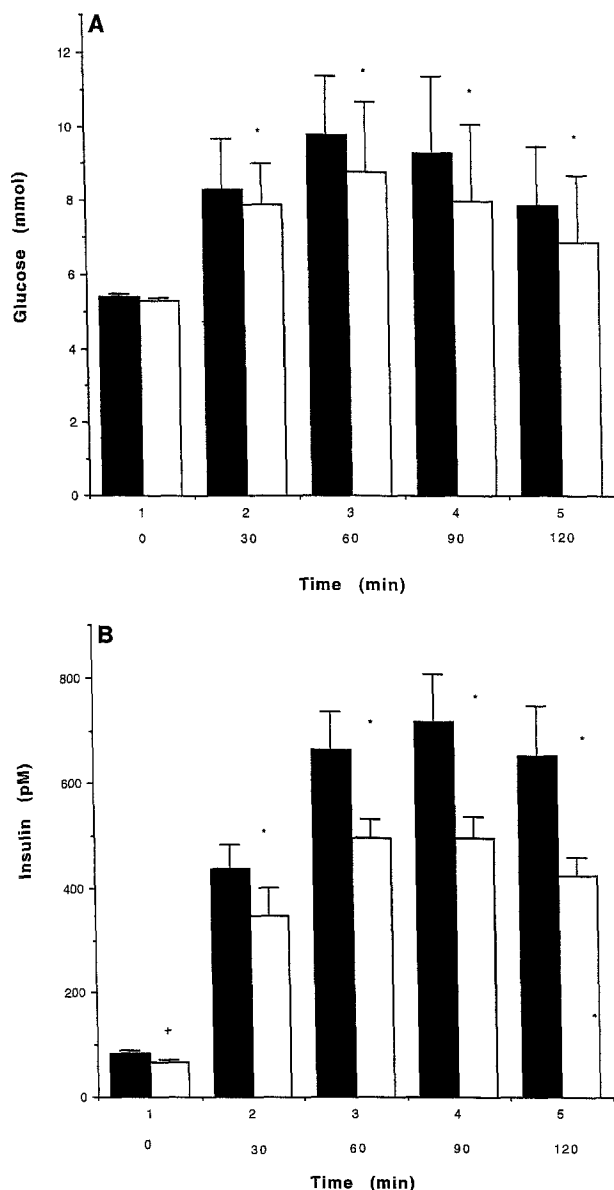 A
12
10
8
6
4
2
0
Glucose (mmol)
* * * *
1 2 3 4 5
0 30 60 90 120
Time (min)
B
800
600
400
200
0
Insulin (pM)
+ * * * *
*
1 2 3 4 5
0 30 60 90 120
Time (min)